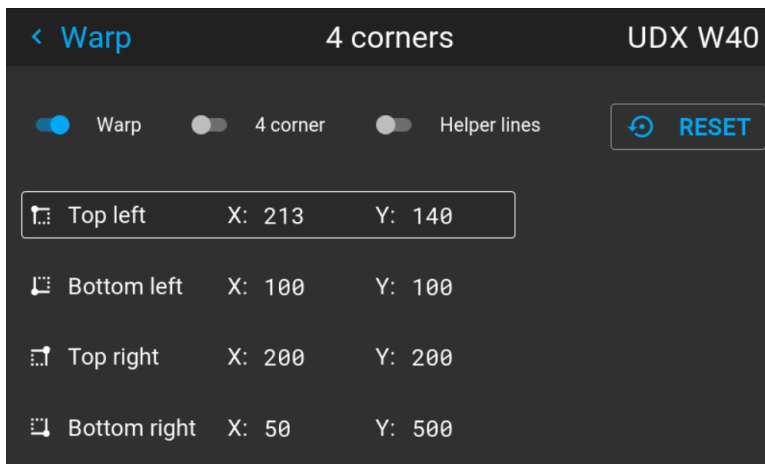 Warp 4 corners UDX W40
Warp 4 corner Helper lines RESET
Top left X: 213 Y: 140
Bottom left X: 100 Y: 100
Top right X: 200 Y: 200
Bottom right X: 50 Y: 500